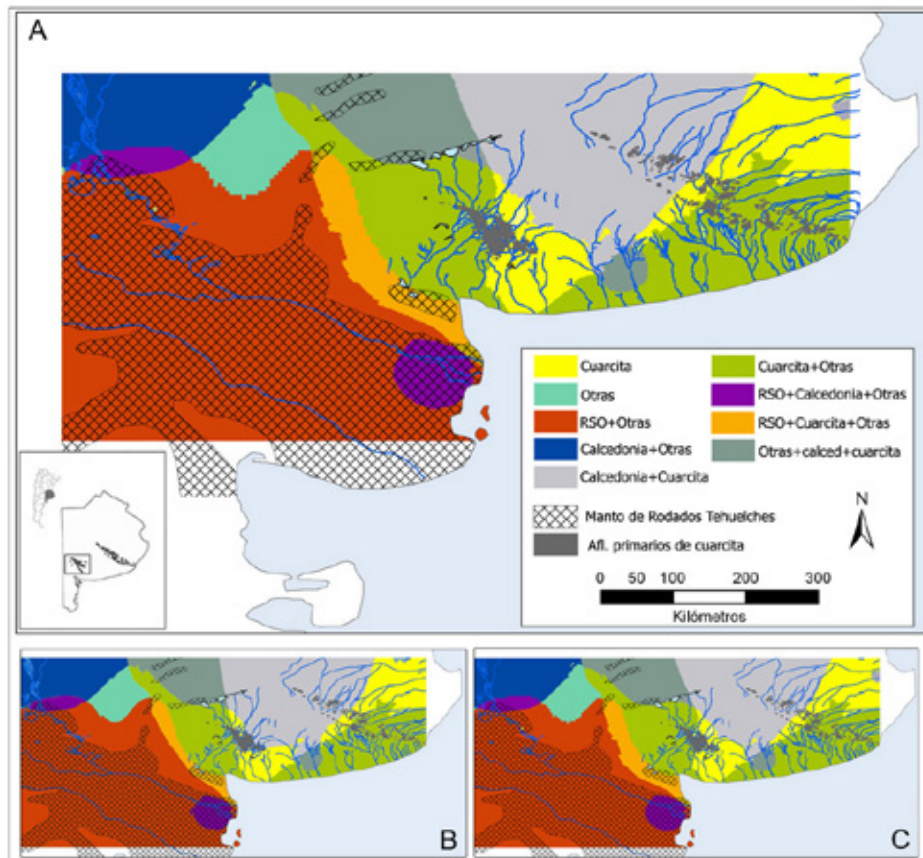 A
Cuarcita
Otras
RSO+Otras
Calcedonia+Otras
Calcedonia+Cuarcita
Cuarcita+Otras
RSO+Calcedonia+Otras
RSO+Cuarcita+Otras
Otras+calced+cuarcita
Manto de Rodados Tehuelches
Afl. primarios de cuarcita
N
0 50 100 200 300
Kilómetros
B
C